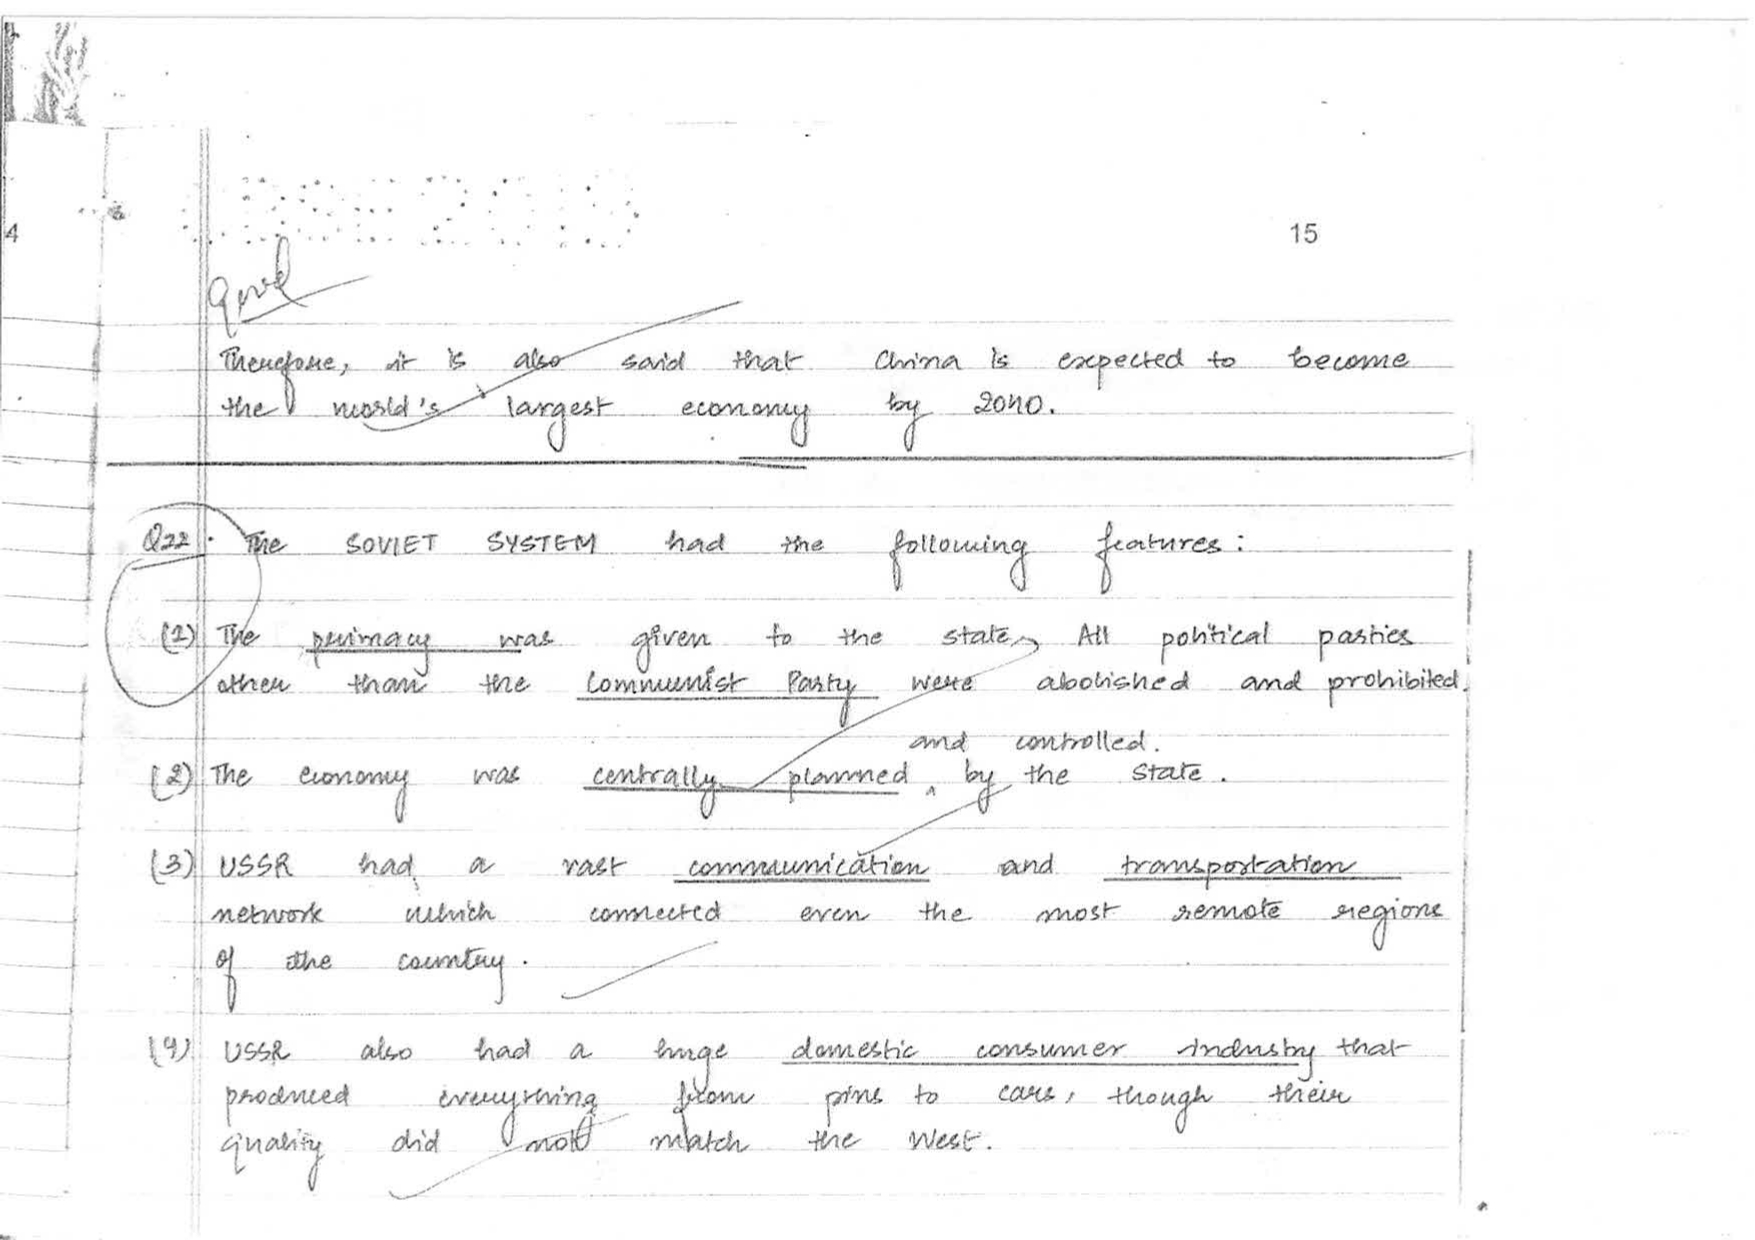 4
15
Good
Therefore, it is also said that China is expected to become
the world's largest economy by 2040.
Q22. The SOVIET SYSTEM had the following features:
(1) The primacy was given to the state, All political parties
other than the Communist Party were abolished and prohibited.
and controlled.
(2) The economy was centrally planned ^ by the state.
(3) USSR had a vast communication and transportation
network which connected even the most remote regions
of the country.
(4) USSR also had a huge domestic consumer industry that
produced everything from pins to cars, though their
quality did not match the West.